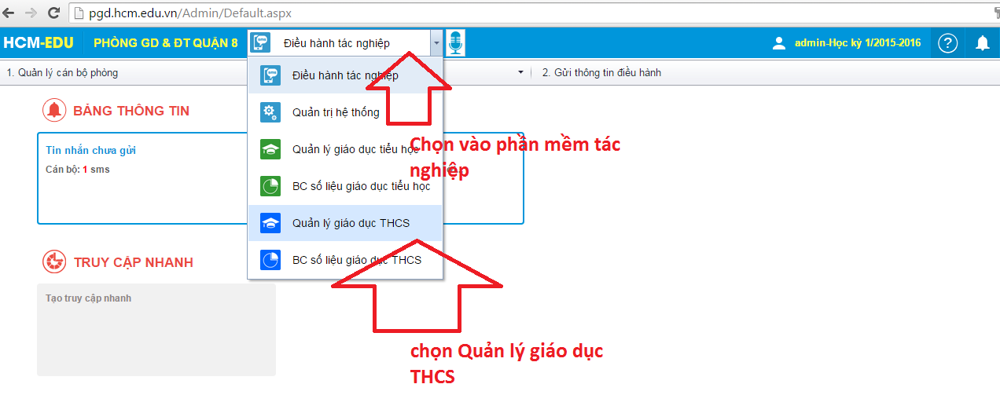 pgd.hcm.edu.vn/Admin/Default.aspx
HCM-EDU PHÒNG GD & ĐT QUẬN 8 Điều hành tác nghiệp admin-Học kỳ 1/2015-2016 ?
1. Quản lý cán bộ phòng 2. Gửi thông tin điều hành
Điều hành tác nghiệp
Quản trị hệ thống
Quản lý giáo dục tiểu học
BC số liệu giáo dục tiểu học
Quản lý giáo dục THCS
BC số liệu giáo dục THCS
BẢNG THÔNG TIN
Tin nhắn chưa gửi
Cán bộ: 1 sms
Chọn vào phần mềm tác
nghiệp
TRUY CẬP NHANH
Tạo truy cập nhanh
chọn Quản lý giáo dục
THCS